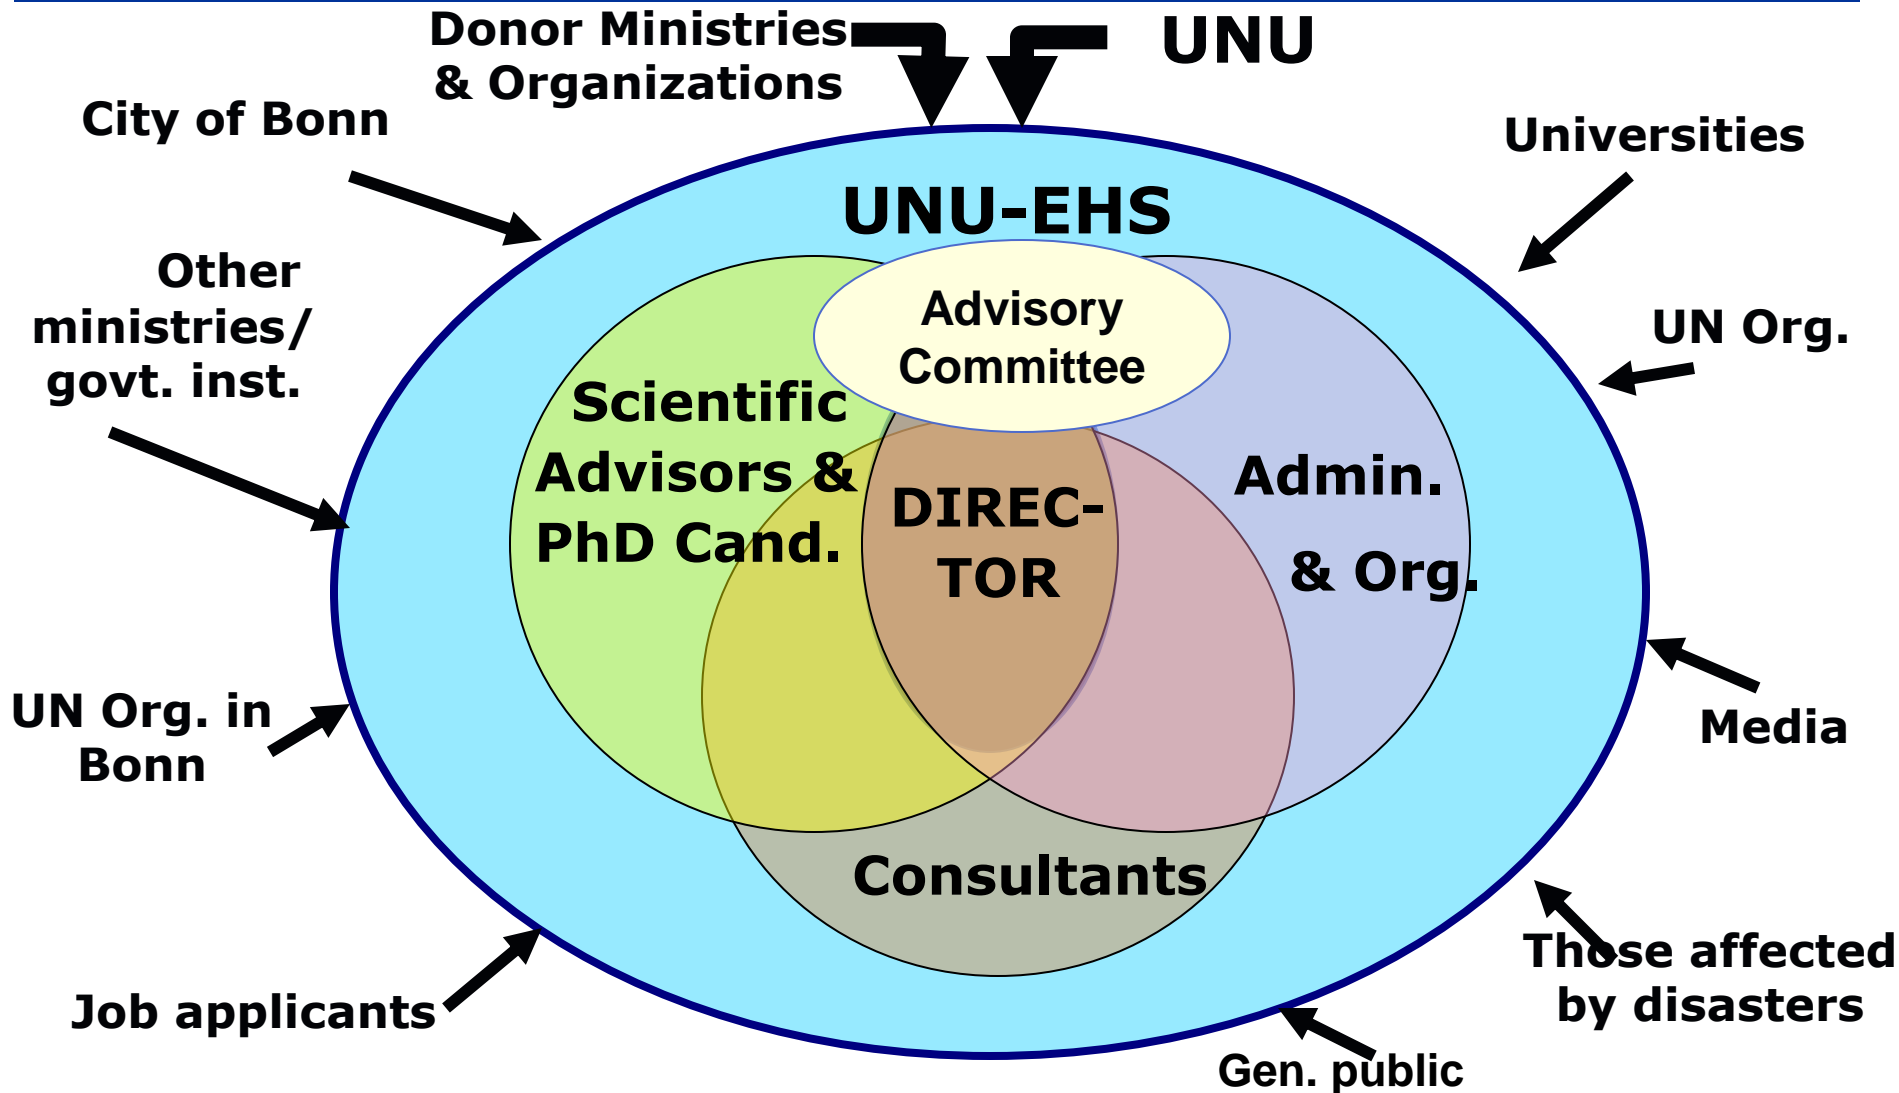 Donor Ministries
& Organizations
UNU
City of Bonn
Universities
UNU-EHS
Other
ministries/
govt. inst.
Advisory
Committee
UN Org.
Scientific
Advisors &
PhD Cand.
DIREC-
TOR
Admin.
& Org.
UN Org. in
Bonn
Media
Consultants
Those affected
by disasters
Job applicants
Gen. public